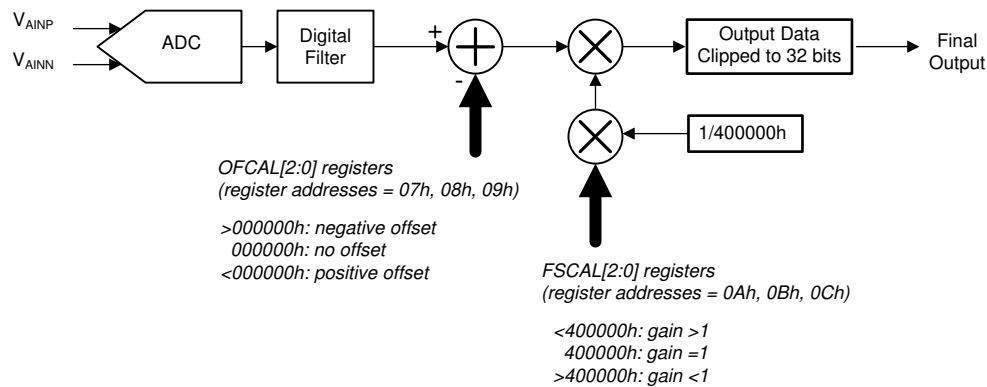 VAINP
VAINN
ADC
Digital
Filter
+
-
Output Data
Clipped to 32 bits
Final
Output
1/400000h
OFCAL[2:0] registers
(register addresses = 07h, 08h, 09h)
>000000h: negative offset
000000h: no offset
<000000h: positive offset
FSCAL[2:0] registers
(register addresses = 0Ah, 0Bh, 0Ch)
<400000h: gain >1
400000h: gain =1
>400000h: gain <1